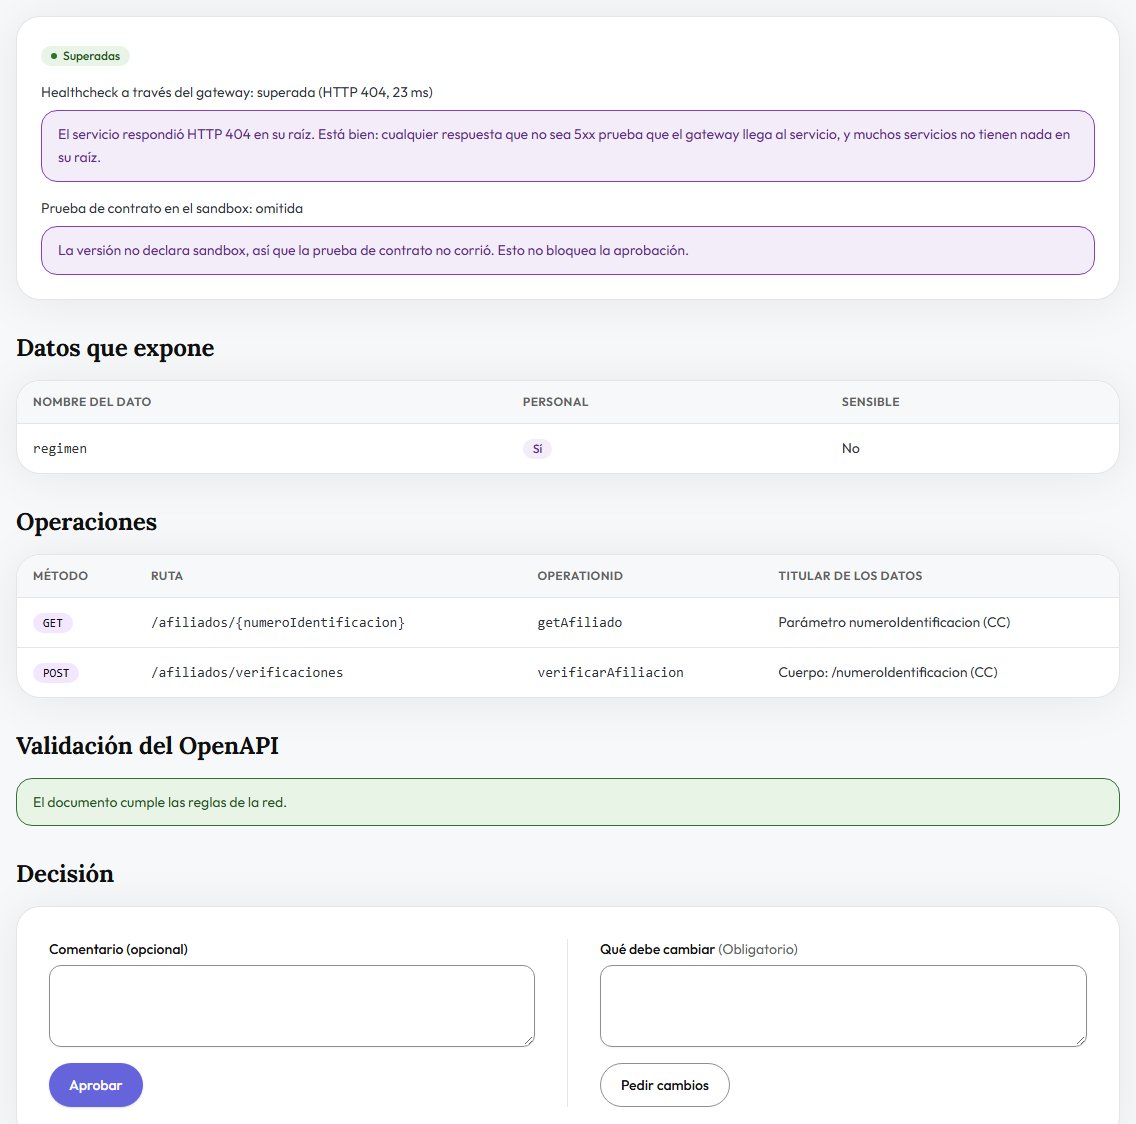 Superadas
Healthcheck a través del gateway: superada (HTTP 404, 23 ms)
El servicio respondió HTTP 404 en su raíz. Está bien: cualquier respuesta que no sea 5xx prueba que el gateway llega al servicio, y muchos servicios no tienen nada en
su raíz.
Prueba de contrato en el sandbox: omitida
La versión no declara sandbox, así que la prueba de contrato no corrió. Esto no bloquea la aprobación.
Datos que expone
NOMBRE DEL DATO PERSONAL SENSIBLE
regimen Sí No
Operaciones
MÉTODO RUTA OPERATIONID TITULAR DE LOS DATOS
GET /afiliados/{numeroIdentificacion} getAfiliado Parámetro numeroIdentificacion (CC)
POST /afiliados/verificaciones verificarAfiliacion Cuerpo: /numeroIdentificacion (CC)
Validación del OpenAPI
El documento cumple las reglas de la red.
Decisión
Comentario (opcional)
Aprobar
Qué debe cambiar (Obligatorio)
Pedir cambios